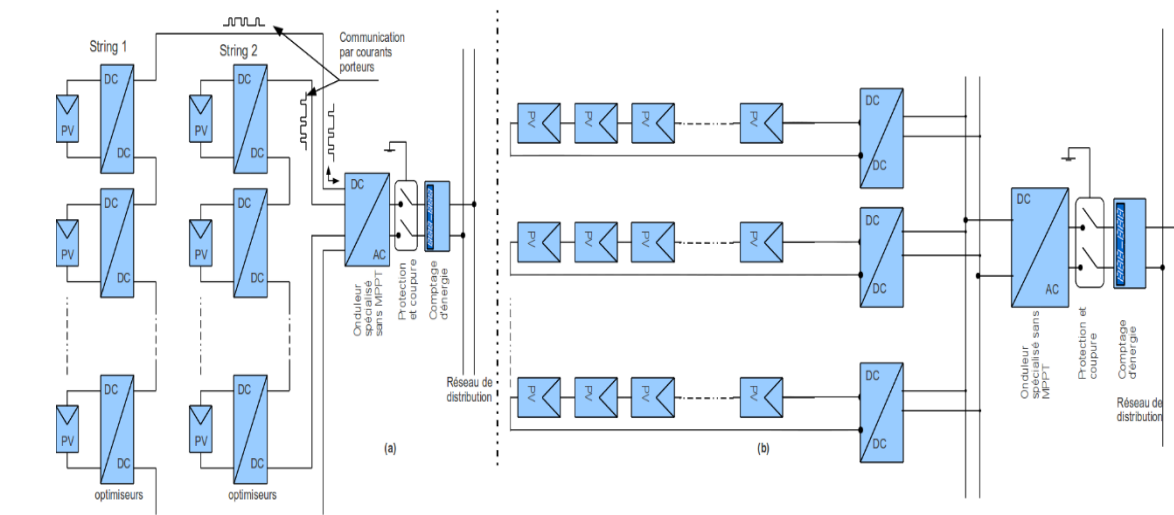 Communication
par courants
porteurs
String 1
String 2
DC
DC
PV
DC
DC
PV
DC
DC
PV
DC
DC
PV
DC
DC
PV
DC
DC
PV
optimiseurs
optimiseurs
DC
AC
Onduleur
spécialisé
sans MPPT
Protection
et coupure
Comptage
d'énergie
Réseau de
distribution
(a)
PV
PV
PV
PV
DC
DC
PV
PV
PV
PV
DC
DC
PV
PV
PV
PV
DC
DC
DC
AC
Onduleur
spécialisé sans
MPPT
Protection et
coupure
Comptage
d'énergie
Réseau de
distribution
(b)